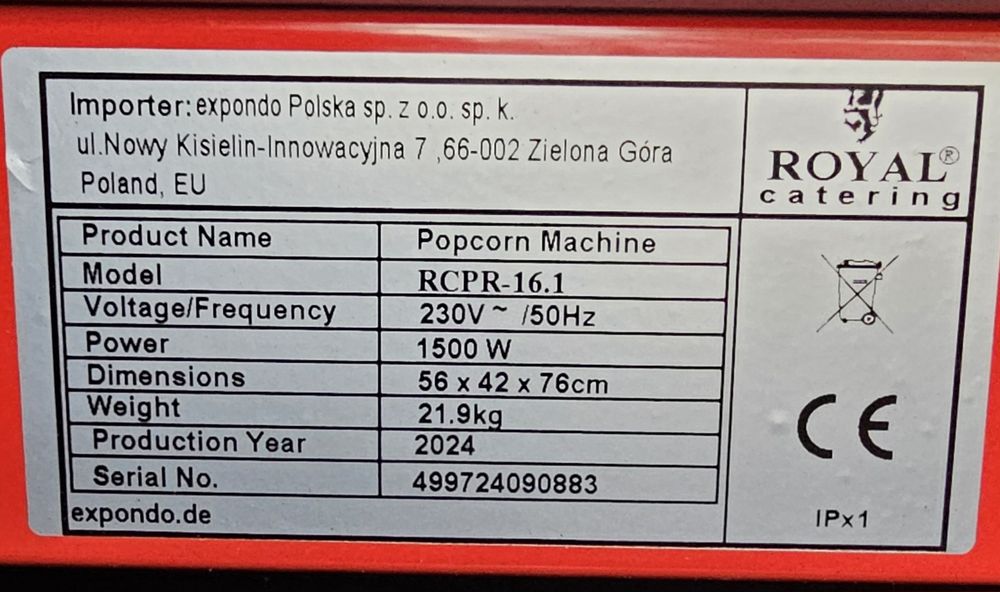 Importer: expondo Polska sp. z o.o. sp. k.
ul.Nowy Kisielin-Innowacyjna 7 ,66-002 Zielona Góra
Poland, EU
ROYAL®
catering
Product Name Popcorn Machine
Model RCPR-16.1
Voltage/Frequency 230V ~ /50Hz
Power 1500 W
Dimensions 56 x 42 x 76cm
Weight 21.9kg
Production Year 2024
Serial No. 499724090883
expondo.de
CE
IPx1